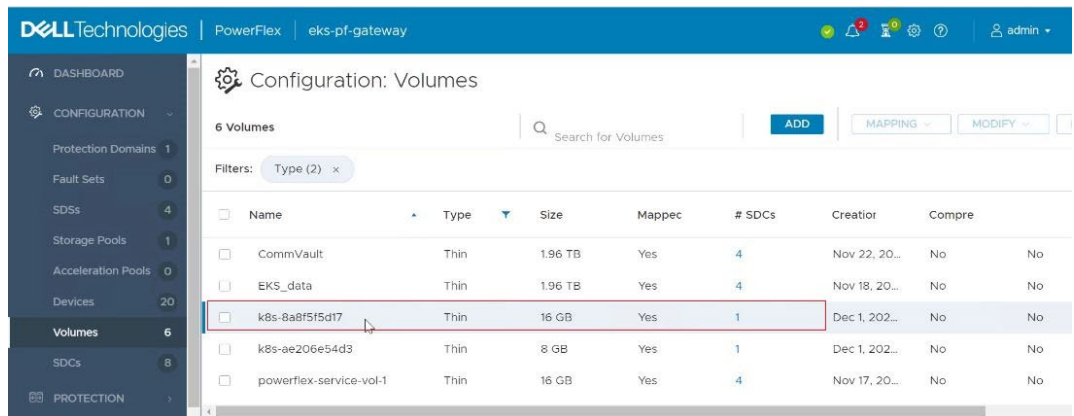 DELLTechnologies | PowerFlex | eks-pf-gateway 2 0 admin
DASHBOARD
CONFIGURATION
Protection Domains 1
Fault Sets 0
SDSs 4
Storage Pools 1
Acceleration Pools 0
Devices 20
Volumes 6
SDCs 8
PROTECTION
Configuration: Volumes
6 Volumes Search for Volumes ADD MAPPING MODIFY
Filters: Type (2) ×
Name Type Size Mappec # SDCs Creatior Compre
CommVault Thin 1.96 TB Yes 4 Nov 22, 20... No No
EKS_data Thin 1.96 TB Yes 4 Nov 18, 20... No No
k8s-8a8f5f5d17 Thin 16 GB Yes 1 Dec 1, 202... No No
k8s-ae206e54d3 Thin 8 GB Yes 1 Dec 1, 202... No No
powerflex-service-vol-1 Thin 16 GB Yes 4 Nov 17, 20... No No